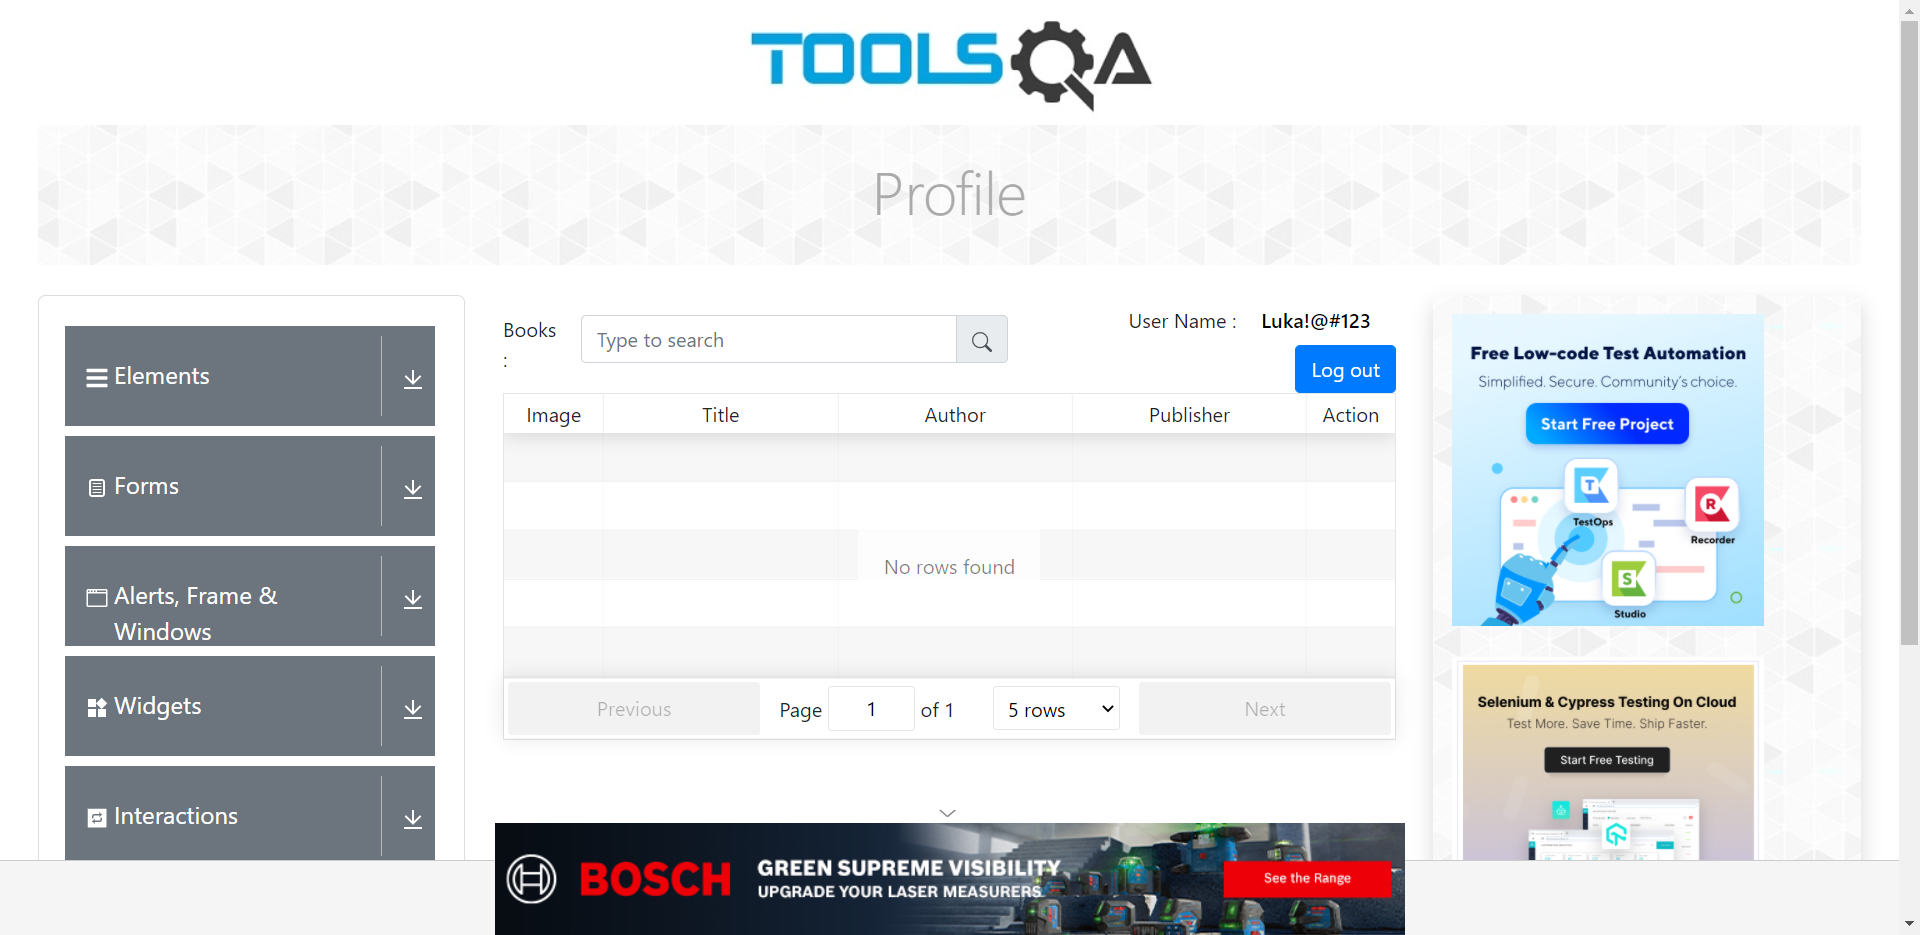 TOOLSQA
Profile
Elements
Forms
Alerts, Frame &
Windows
Widgets
Interactions
Books
:
Type to search
User Name :
Luka!@#123
Log out
Image
Title
Author
Publisher
Action
No rows found
Previous
Page
1
of 1
5 rows
Next
Free Low-code Test Automation
Simplified. Secure. Community's choice.
Start Free Project
TestOps
Recorder
Studio
Selenium & Cypress Testing On Cloud
Test More. Save Time. Ship Faster.
Start Free Testing
BOSCH
GREEN SUPREME VISIBILITY
UPGRADE YOUR LASER MEASURERS
See the Range